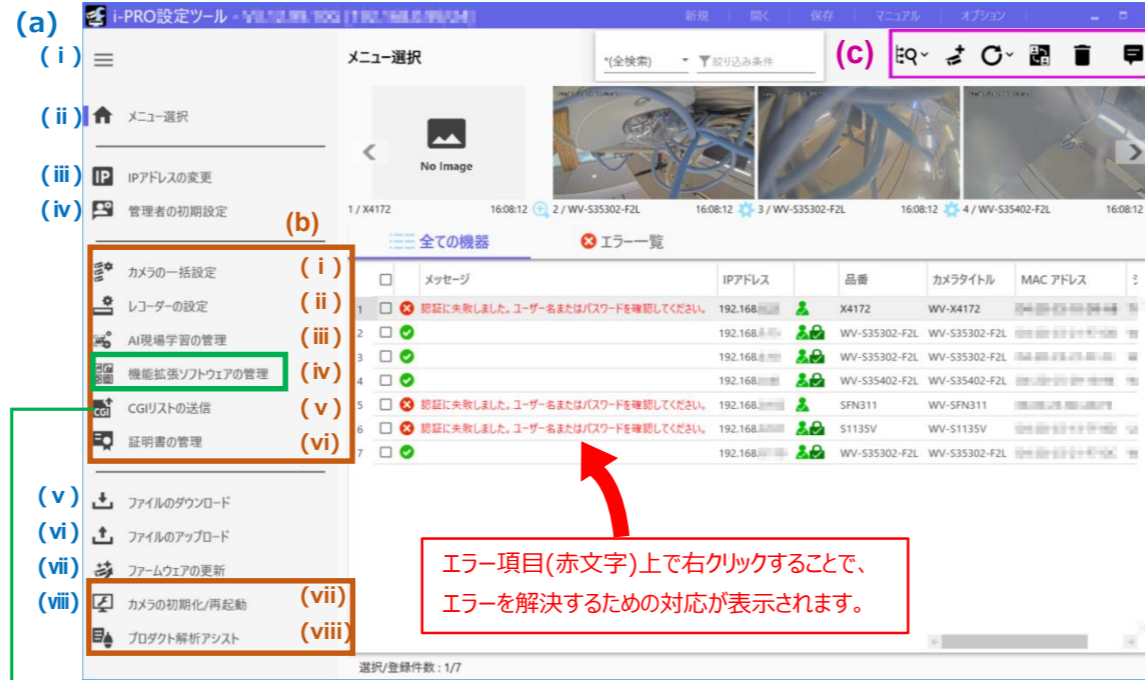 (a)
i-PRO設定ツール - V1.12.99.10G [192.168.0.99/24]
新規 開く 保存 マニュアル オプション
(i)
メニュー選択
*(全検索) 絞り込み条件
(c)
(ii) メニュー選択
No Image
(iii) IPアドレスの変更
(iv) 管理者の初期設定
1 / X4172 16:08:12 2 / WV-S35302-F2L 16:08:12 3 / WV-S35302-F2L 16:08:12 4 / WV-S35402-F2L 16:08:12
(b)
全ての機器 エラー一覧
カメラの一括設定 (i)
レコーダーの設定 (ii)
AI現場学習の管理 (iii)
機能拡張ソフトウェアの管理 (iv)
CGIリストの送信 (v)
証明書の管理 (vi)
メッセージ IPアドレス 品番 カメラタイトル MAC アドレス
1 認証に失敗しました。ユーザー名またはパスワードを確認してください。 192.168. X4172 WV-X4172
2 192.168. WV-S35302-F2L WV-S35302-F2L
3 192.168. WV-S35302-F2L WV-S35302-F2L
4 192.168. WV-S35402-F2L WV-S35402-F2L
5 認証に失敗しました。ユーザー名またはパスワードを確認してください。 192.168. SFN311 WV-SFN311
6 認証に失敗しました。ユーザー名またはパスワードを確認してください。 192.168. S1135V WV-S1135V
7 192.168. WV-S35302-F2L WV-S35302-F2L
(v) ファイルのダウンロード
(vi) ファイルのアップロード
(vii) ファームウェアの更新
(viii) カメラの初期化/再起動 (vii)
プロダクト解析アシスト (viii)
エラー項目(赤文字)上で右クリックすることで、
エラーを解決するための対応が表示されます。
選択/登録件数 : 1/7